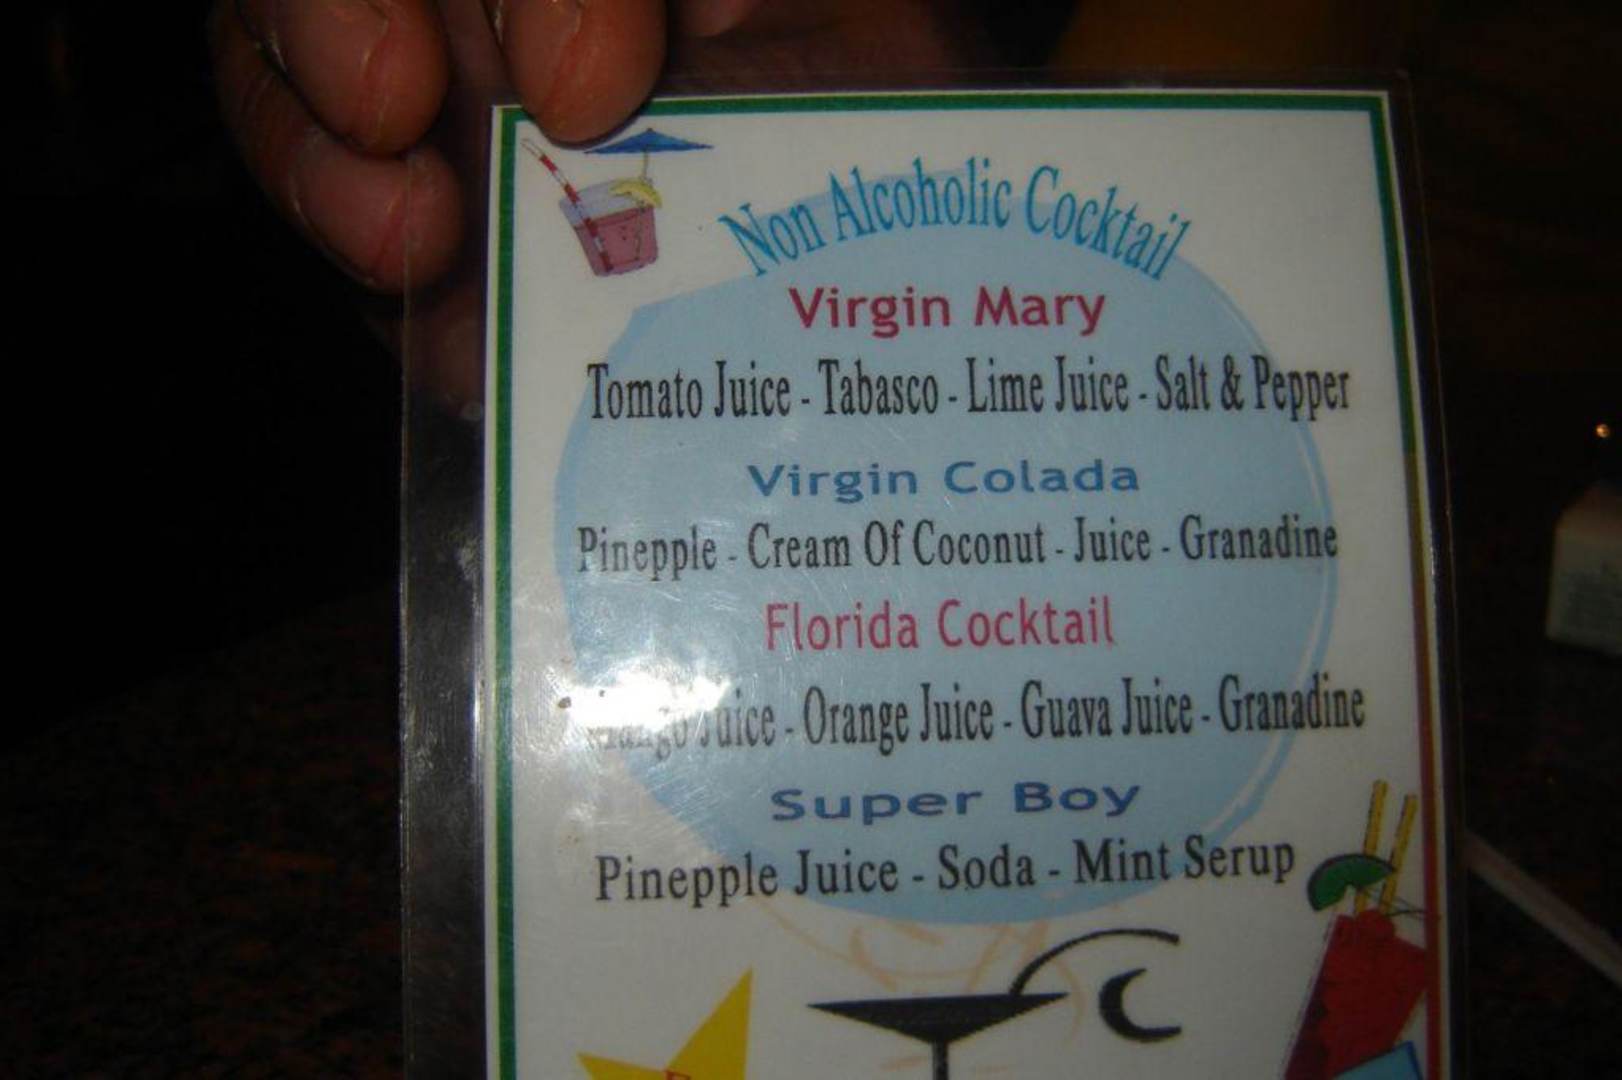 Non Alcoholic Cocktail
Virgin Mary
Tomato Juice - Tabasco - Lime Juice - Salt & Pepper
Virgin Colada
Pinepple - Cream Of Coconut - Juice - Granadine
Florida Cocktail
Juice - Orange Juice - Guava Juice - Granadine
Super Boy
Pinepple Juice - Soda - Mint Serup